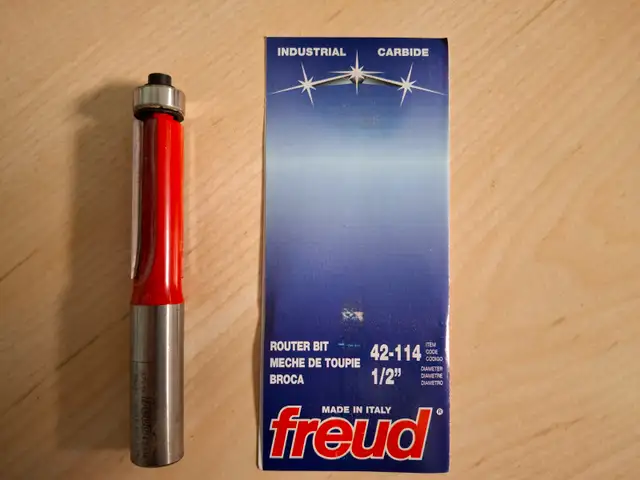 INDUSTRIAL CARBIDE
ROUTER BIT
MECHE DE TOUPIE
BROCA
42-114
ITEM
CODE
CODIGO
1/2”
DIAMETER
DIAMETRE
DIAMETRO
MADE IN ITALY
freud®